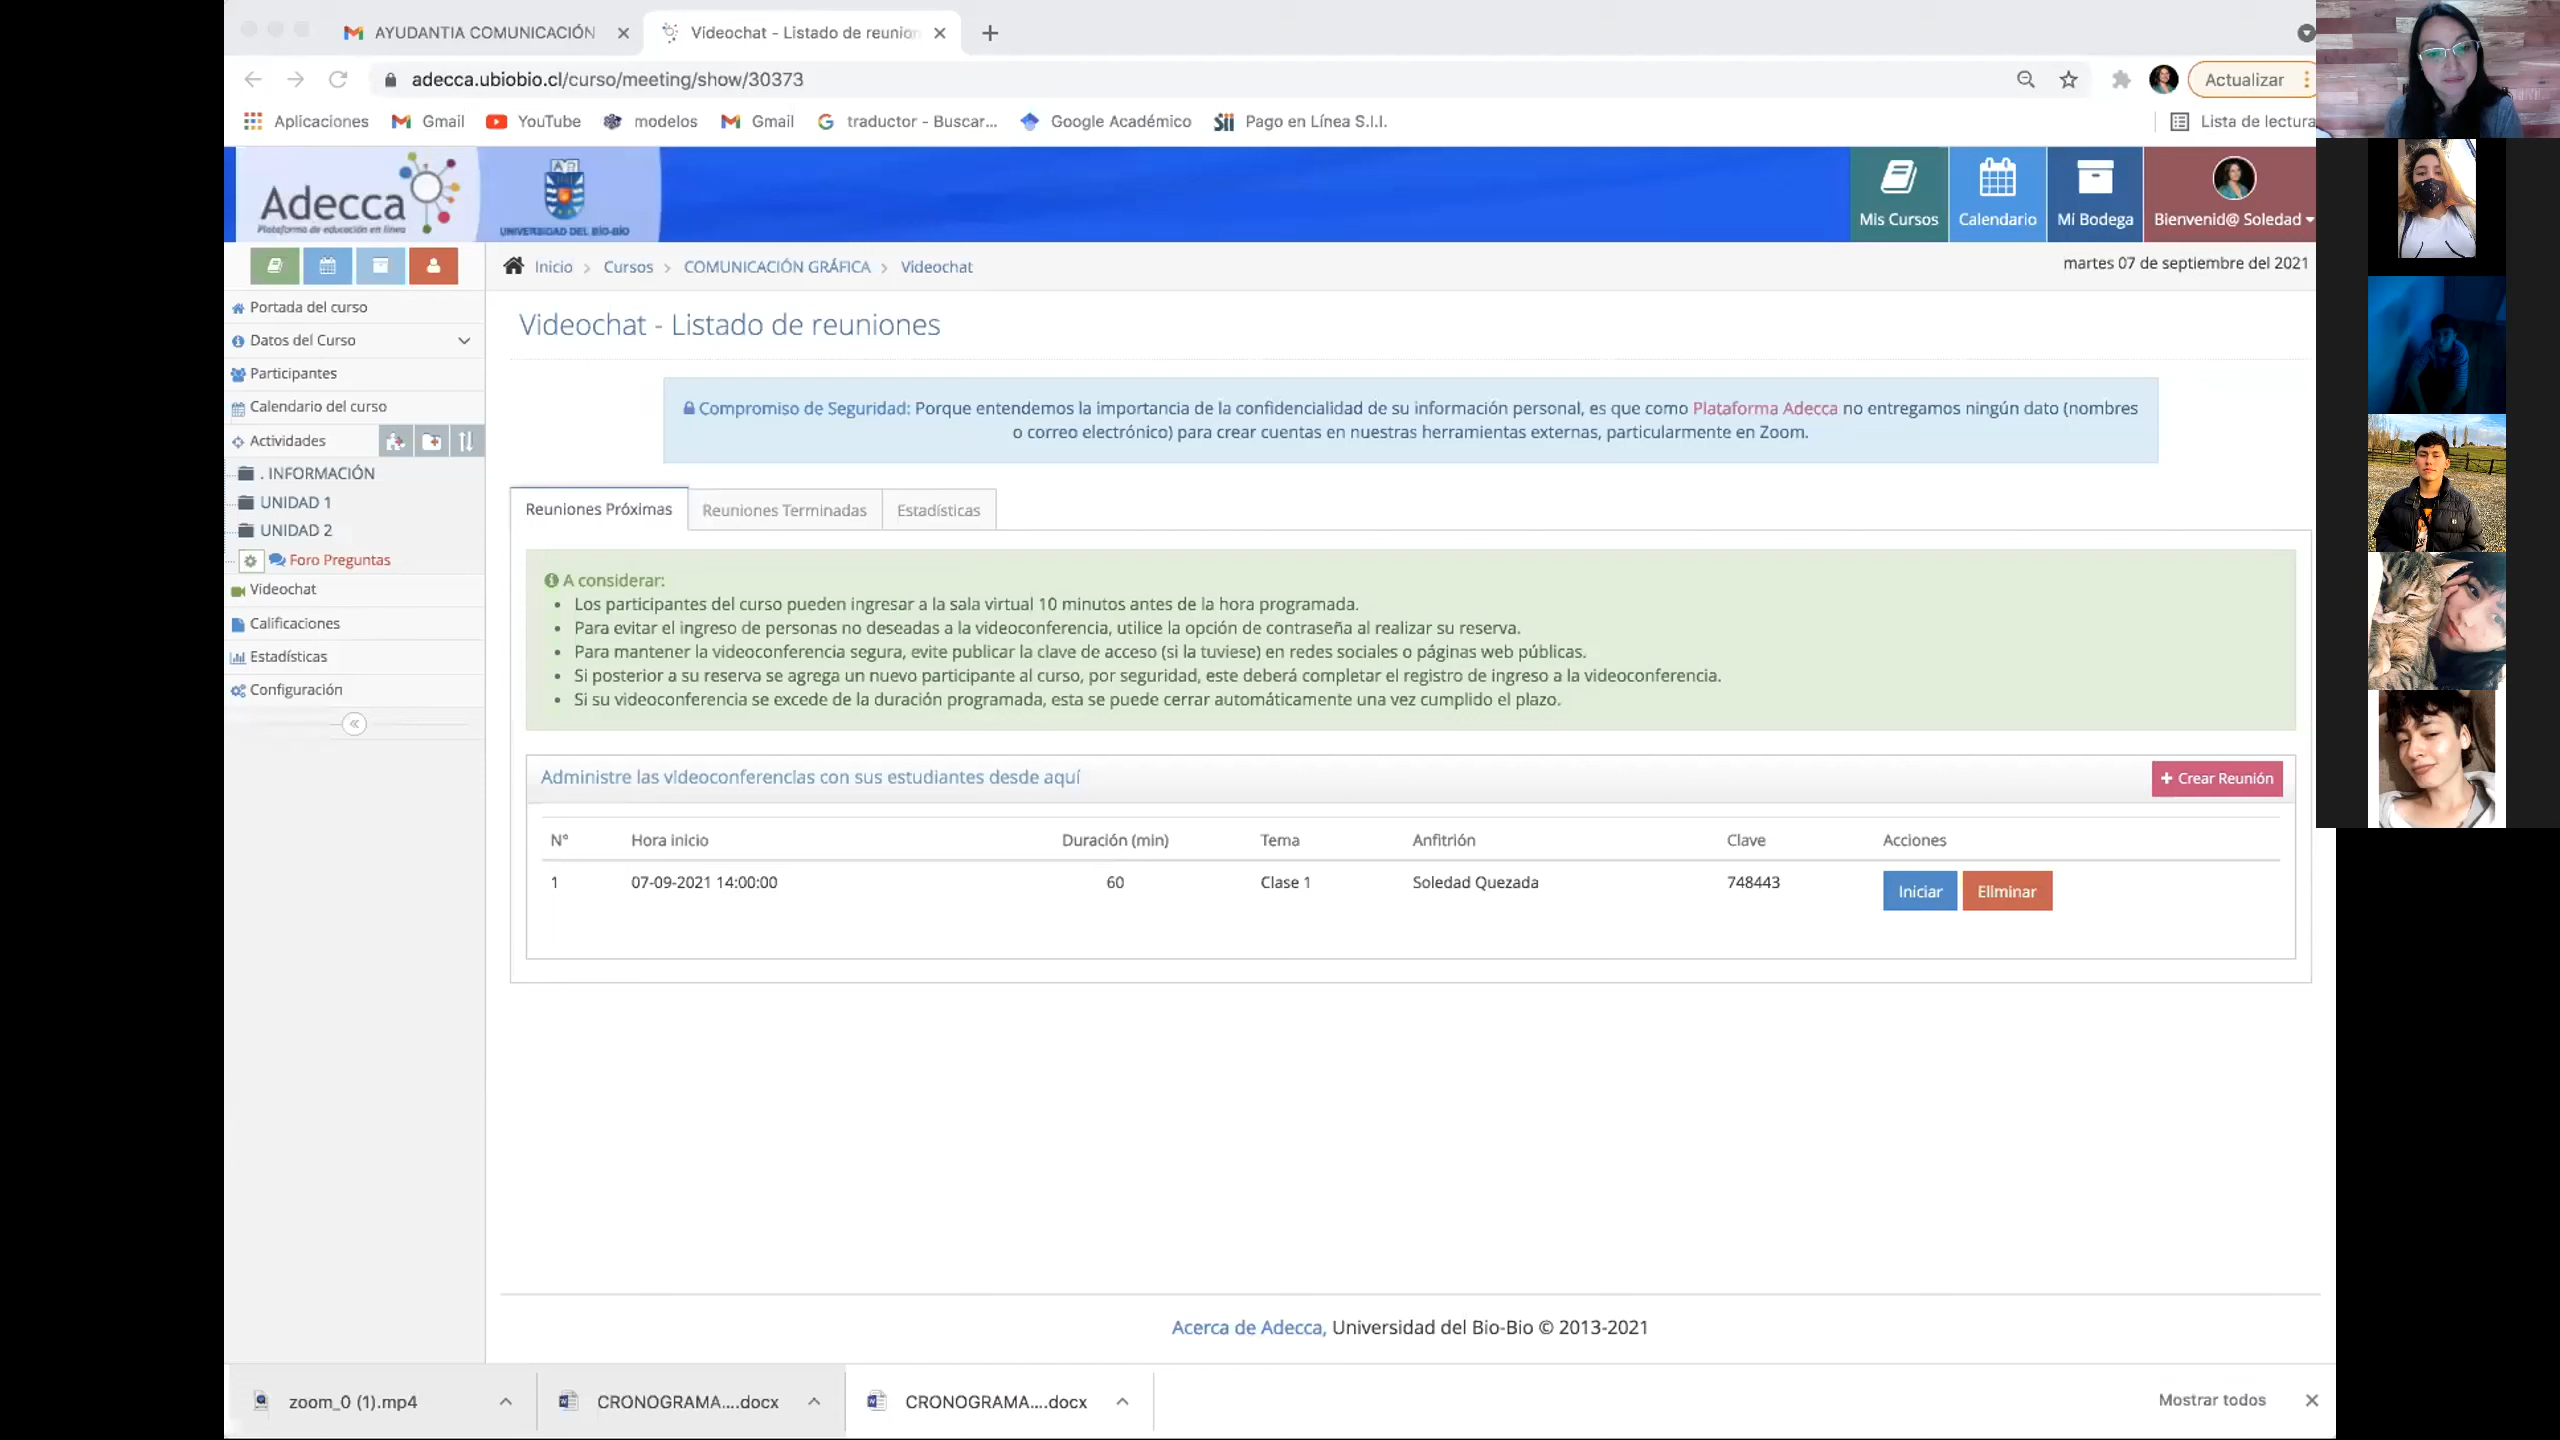 AYUDANTIA COMUNICACIÓN
Videochat - Listado de reunion
adecca.ubiobio.cl/curso/meeting/show/30373
Actualizar
Aplicaciones
Gmail
YouTube
modelos
Gmail
traductor - Buscar...
Google Académico
Pago en Línea S.I.I.
Lista de lectura
Adecca
Plataforma de educación en línea
UNIVERSIDAD DEL BÍO-BÍO
Mis Cursos
Calendario
Mi Bodega
Bienvenid@ Soledad
Inicio > Cursos > COMUNICACIÓN GRÁFICA > Videochat
martes 07 de septiembre del 2021
Portada del curso
Datos del Curso
Participantes
Calendario del curso
Actividades
. INFORMACIÓN
UNIDAD 1
UNIDAD 2
Foro Preguntas
Videochat
Calificaciones
Estadísticas
Configuración
Videochat - Listado de reuniones
Compromiso de Seguridad: Porque entendemos la importancia de la confidencialidad de su información personal, es que como Plataforma Adecca no entregamos ningún dato (nombres
o correo electrónico) para crear cuentas en nuestras herramientas externas, particularmente en Zoom.
Reuniones Próximas
Reuniones Terminadas
Estadísticas
A considerar:
• Los participantes del curso pueden ingresar a la sala virtual 10 minutos antes de la hora programada.
• Para evitar el ingreso de personas no deseadas a la videoconferencia, utilice la opción de contraseña al realizar su reserva.
• Para mantener la videoconferencia segura, evite publicar la clave de acceso (si la tuviese) en redes sociales o páginas web públicas.
• Si posterior a su reserva se agrega un nuevo participante al curso, por seguridad, este deberá completar el registro de ingreso a la videoconferencia.
• Si su videoconferencia se excede de la duración programada, esta se puede cerrar automáticamente una vez cumplido el plazo.
Administre las videoconferencias con sus estudiantes desde aquí
+ Crear Reunión
N° Hora inicio Duración (min) Tema Anfitrión Clave Acciones
1 07-09-2021 14:00:00 60 Clase 1 Soledad Quezada 748443 Iniciar Eliminar
Acerca de Adecca, Universidad del Bio-Bio © 2013-2021
zoom_0 (1).mp4
CRONOGRAMA....docx
CRONOGRAMA....docx
Mostrar todos